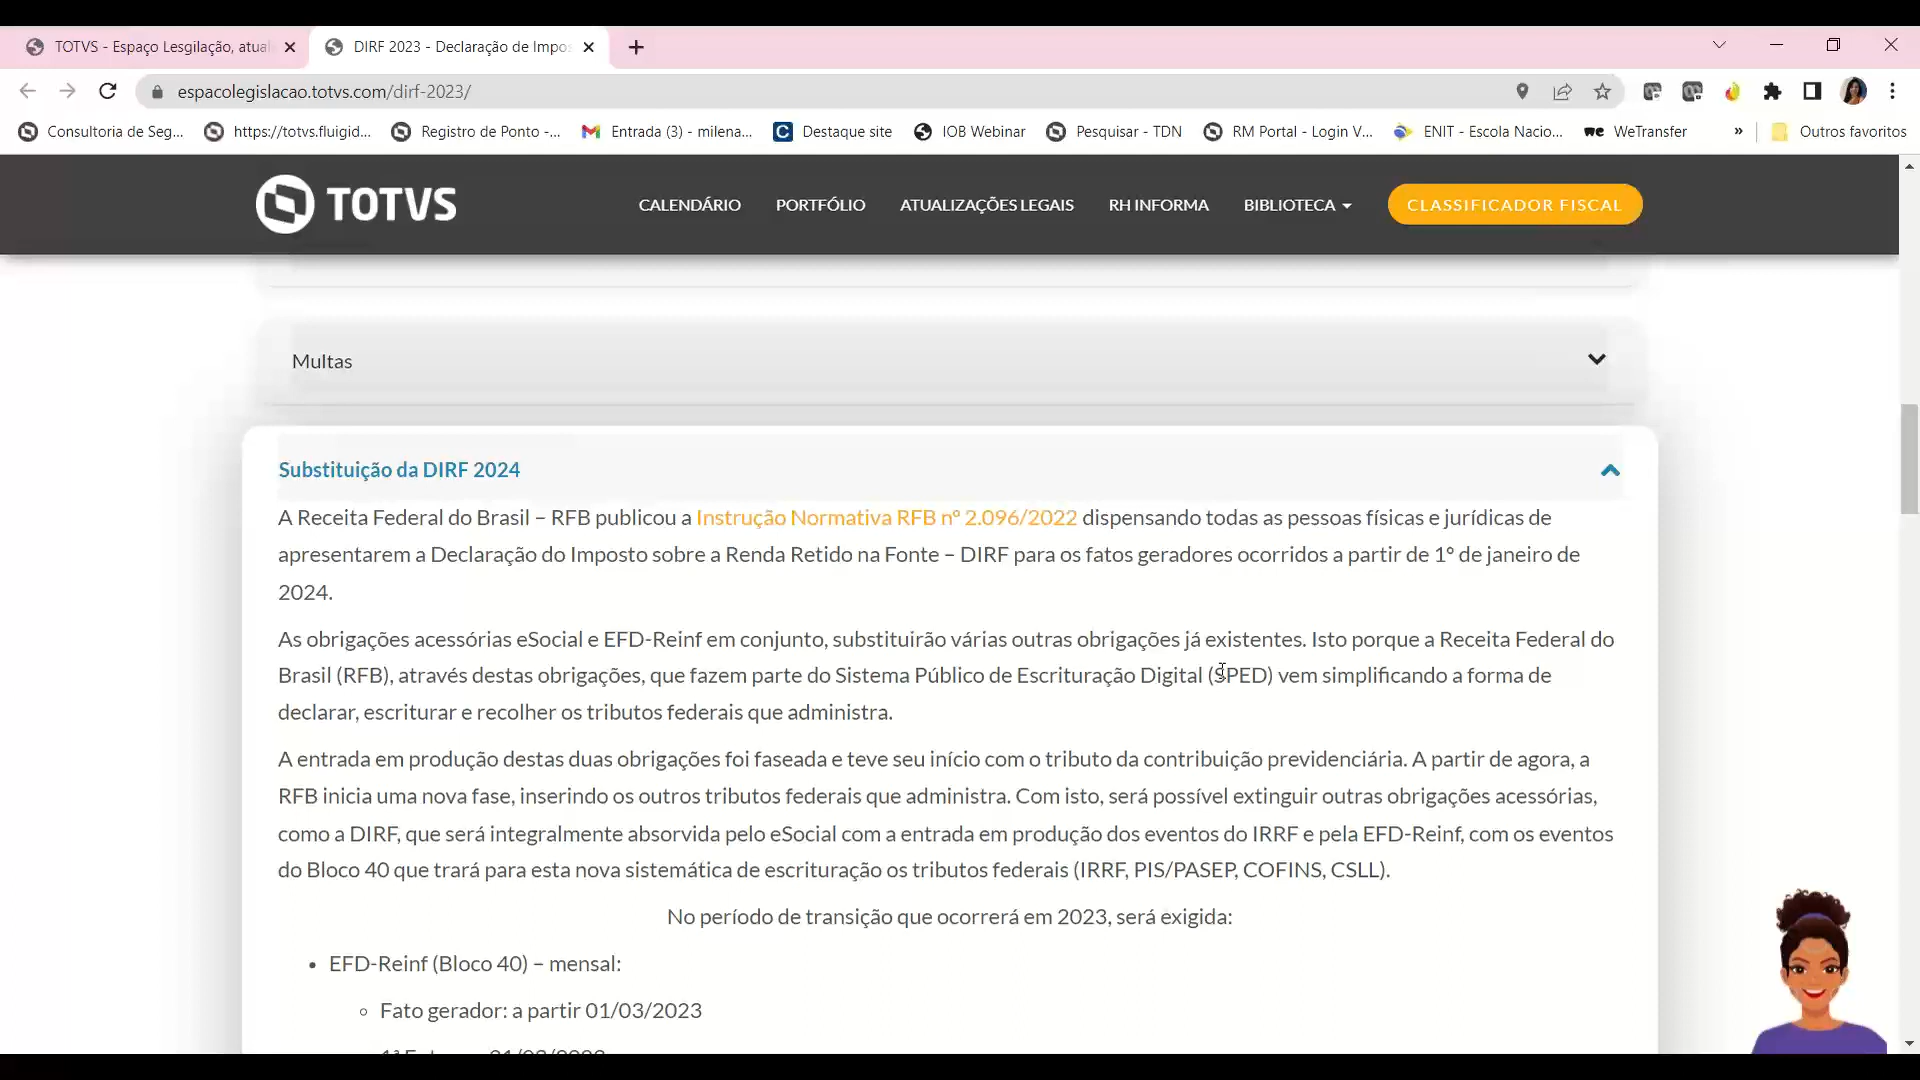 TOTVS - Espaço Lesgilação, atual
DIRF 2023 - Declaração de Impos
espacolegislacao.totvs.com/dirf-2023/
Consultoria de Seg...
https://totvs.fluigid...
Registro de Ponto -...
Entrada (3) - milena...
Destaque site
IOB Webinar
Pesquisar - TDN
RM Portal - Login V...
ENIT - Escola Nacio...
WeTransfer
»
Outros favoritos
TOTVS
CALENDÁRIO
PORTFÓLIO
ATUALIZAÇÕES LEGAIS
RH INFORMA
BIBLIOTECA
CLASSIFICADOR FISCAL
Multas
Substituição da DIRF 2024
A Receita Federal do Brasil – RFB publicou a Instrução Normativa RFB nº 2.096/2022 dispensando todas as pessoas físicas e jurídicas de
apresentarem a Declaração do Imposto sobre a Renda Retido na Fonte – DIRF para os fatos geradores ocorridos a partir de 1º de janeiro de
2024.
As obrigações acessórias eSocial e EFD-Reinf em conjunto, substituirão várias outras obrigações já existentes. Isto porque a Receita Federal do
Brasil (RFB), através destas obrigações, que fazem parte do Sistema Público de Escrituração Digital (SPED) vem simplificando a forma de
declarar, escriturar e recolher os tributos federais que administra.
A entrada em produção destas duas obrigações foi faseada e teve seu início com o tributo da contribuição previdenciária. A partir de agora, a
RFB inicia uma nova fase, inserindo os outros tributos federais que administra. Com isto, será possível extinguir outras obrigações acessórias,
como a DIRF, que será integralmente absorvida pelo eSocial com a entrada em produção dos eventos do IRRF e pela EFD-Reinf, com os eventos
do Bloco 40 que trará para esta nova sistemática de escrituração os tributos federais (IRRF, PIS/PASEP, COFINS, CSLL).
No período de transição que ocorrerá em 2023, será exigida:
• EFD-Reinf (Bloco 40) – mensal:
◦ Fato gerador: a partir 01/03/2023